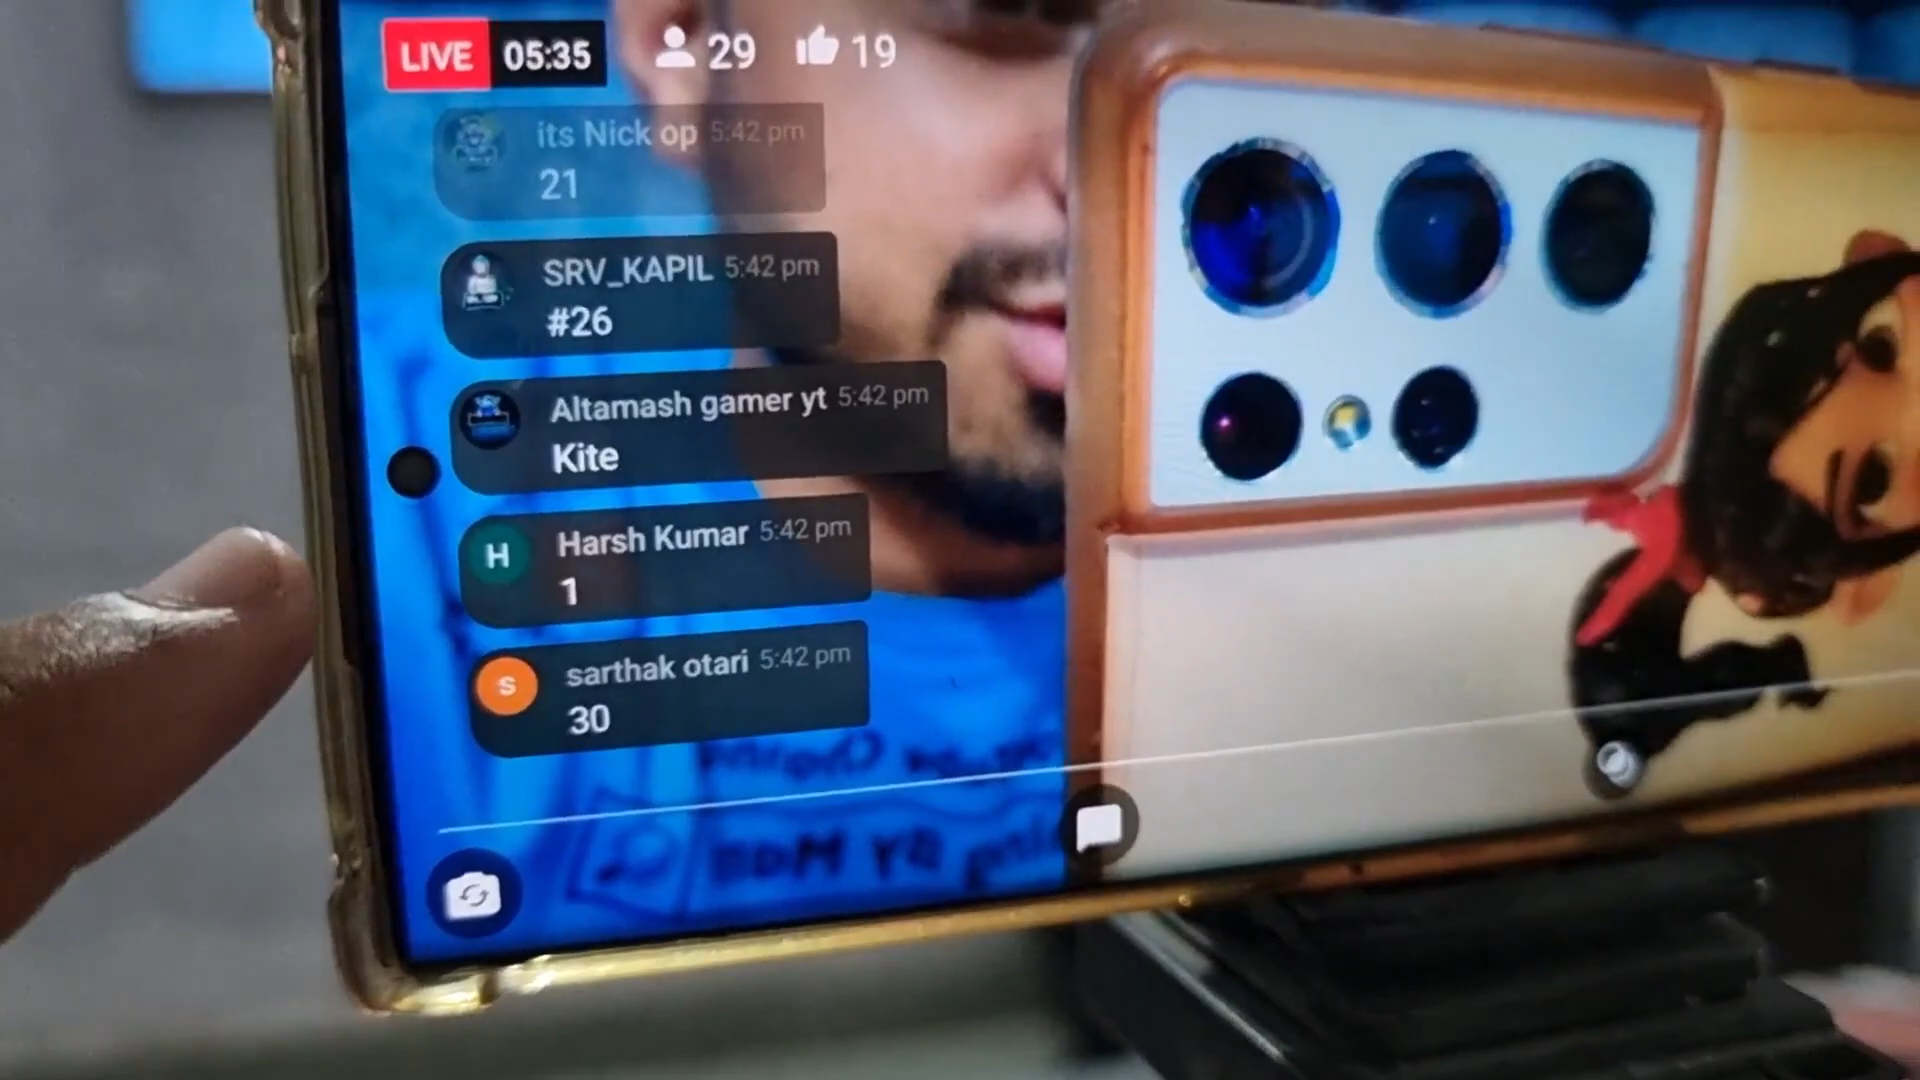 LIVE 05:35 29 19
its Nick op 5:42 pm
21
SRV_KAPIL 5:42 pm
#26
Altamash gamer yt 5:42 pm
Kite
H Harsh Kumar 5:42 pm
1
S sarthak otari 5:42 pm
30